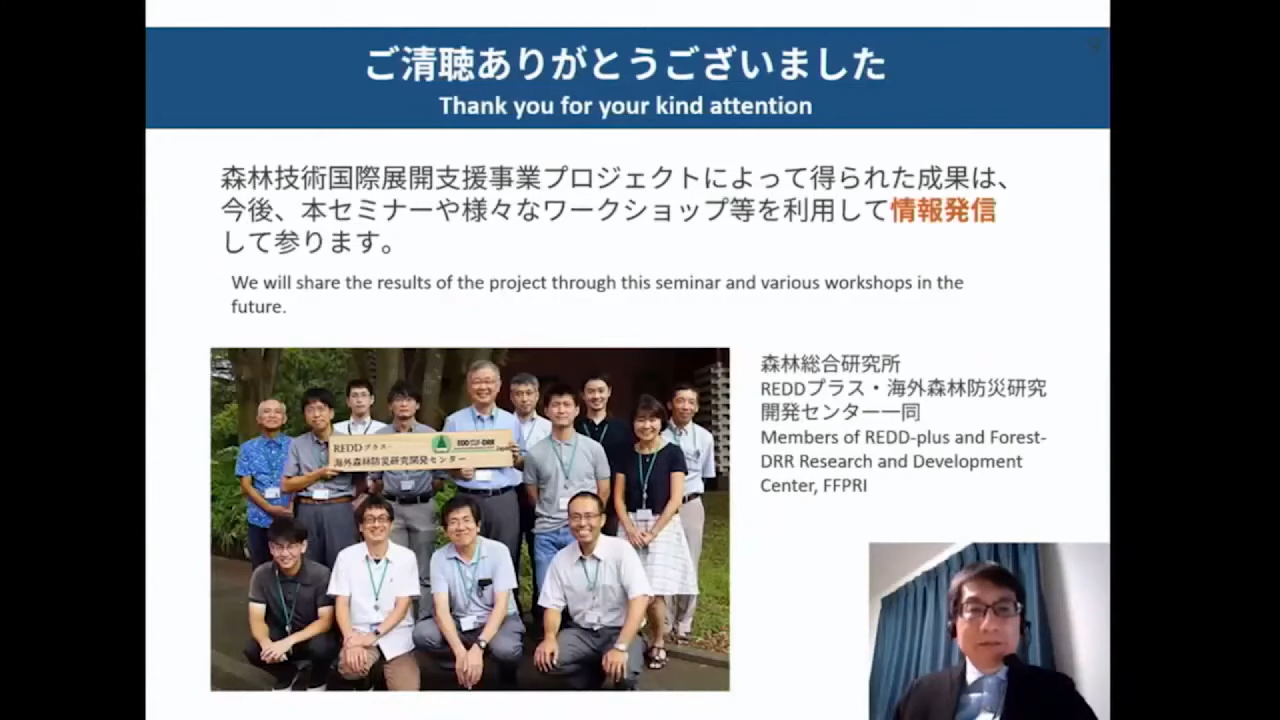 ご清聴ありがとうございました
Thank you for your kind attention
森林技術国際展開支援事業プロジェクトによって得られた成果は、
今後、本セミナーや様々なワークショップ等を利用して情報発信
して参ります。
We will share the results of the project through this seminar and various workshops in the
future.
REDDプラス・
海外森林防災研究開発センター
森林総合研究所
REDDプラス・海外森林防災研究
開発センター一同
Members of REDD-plus and Forest-
DRR Research and Development
Center, FFPRI